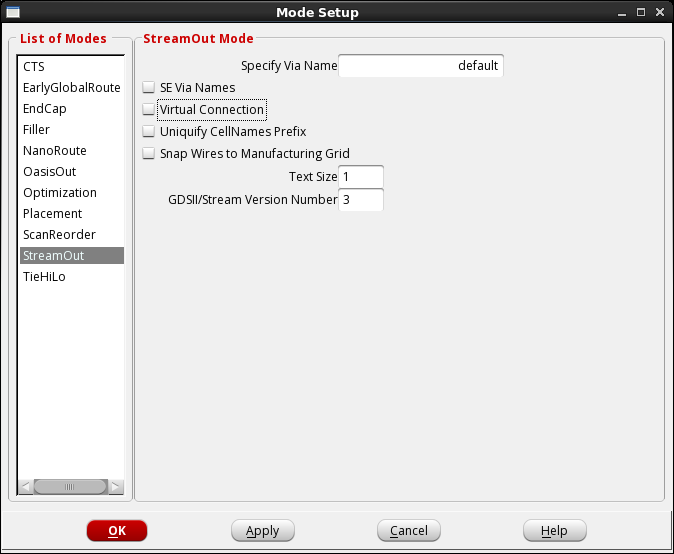 Mode Setup
List of Modes
CTS
EarlyGlobalRoute
EndCap
Filler
NanoRoute
OasisOut
Optimization
Placement
ScanReorder
StreamOut
TieHiLo
StreamOut Mode
Specify Via Name default
SE Via Names
Virtual Connection
Uniquify CellNames Prefix
Snap Wires to Manufacturing Grid
Text Size 1
GDSII/Stream Version Number 3
OK Apply Cancel Help